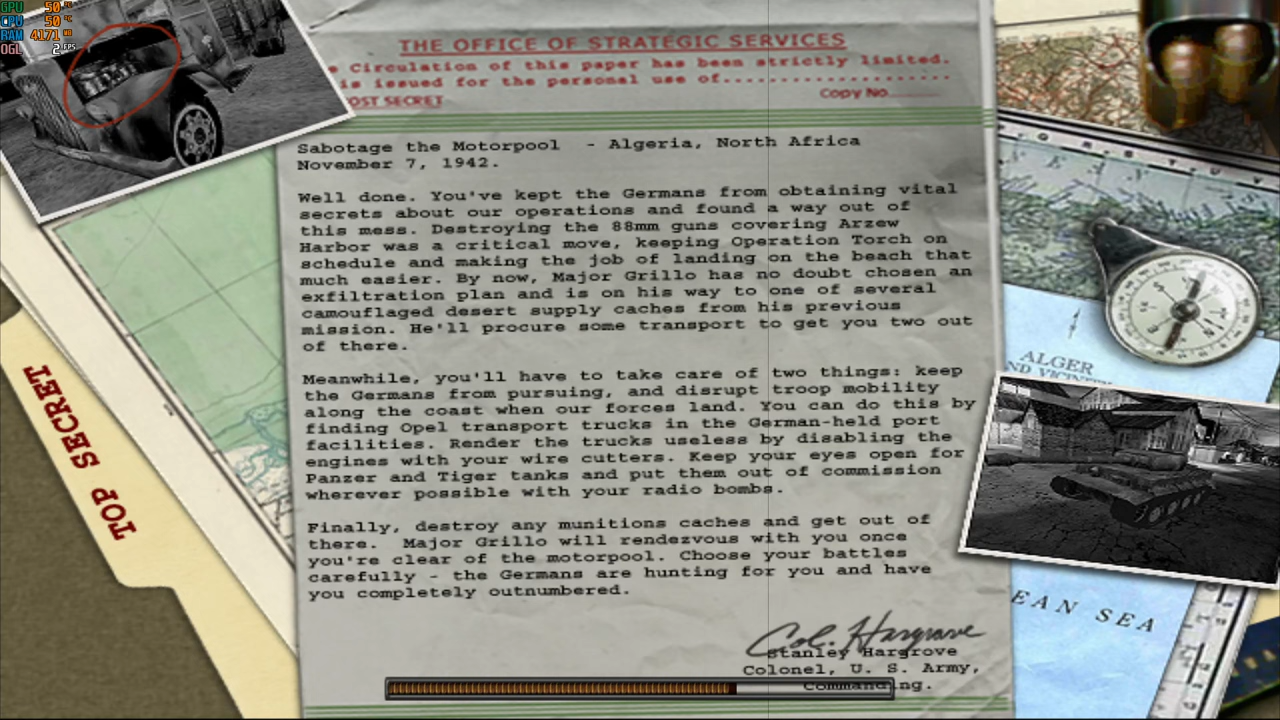 GPU 50 °C
CPU 50 °C
RAM 4171 MB
OGL 2 FPS
THE OFFICE OF STRATEGIC SERVICES
e Circulation of this paper has been strictly limited.
is issued for the personal use of....................
OST SECRET
Copy No.........
Sabotage the Motorpool - Algeria, North Africa
November 7, 1942.
Well done. You've kept the Germans from obtaining vital
secrets about our operations and found a way out of
this mess. Destroying the 88mm guns covering Arzew
Harbor was a critical move, keeping Operation Torch on
schedule and making the job of landing on the beach that
much easier. By now, Major Grillo has no doubt chosen an
exfiltration plan and is on his way to one of several
camouflaged desert supply caches from his previous
mission. He'll procure some transport to get you two out
of there.
Meanwhile, you'll have to take care of two things: keep
the Germans from pursuing, and disrupt troop mobility
along the coast when our forces land. You can do this by
finding Opel transport trucks in the German-held port
facilities. Render the trucks useless by disabling the
engines with your wire cutters. Keep your eyes open for
Panzer and Tiger tanks and put them out of commission
wherever possible with your radio bombs.
Finally, destroy any munitions caches and get out of
there. Major Grillo will rendezvous with you once
you're clear of the motorpool. Choose your battles
carefully - the Germans are hunting for you and have
you completely outnumbered.
Col. Hargrove
Stanley Hargrove
Colonel, U. S. Army,
Commanding.
TOP SECRET
ALGER
ND VICINITY
EAN SEA